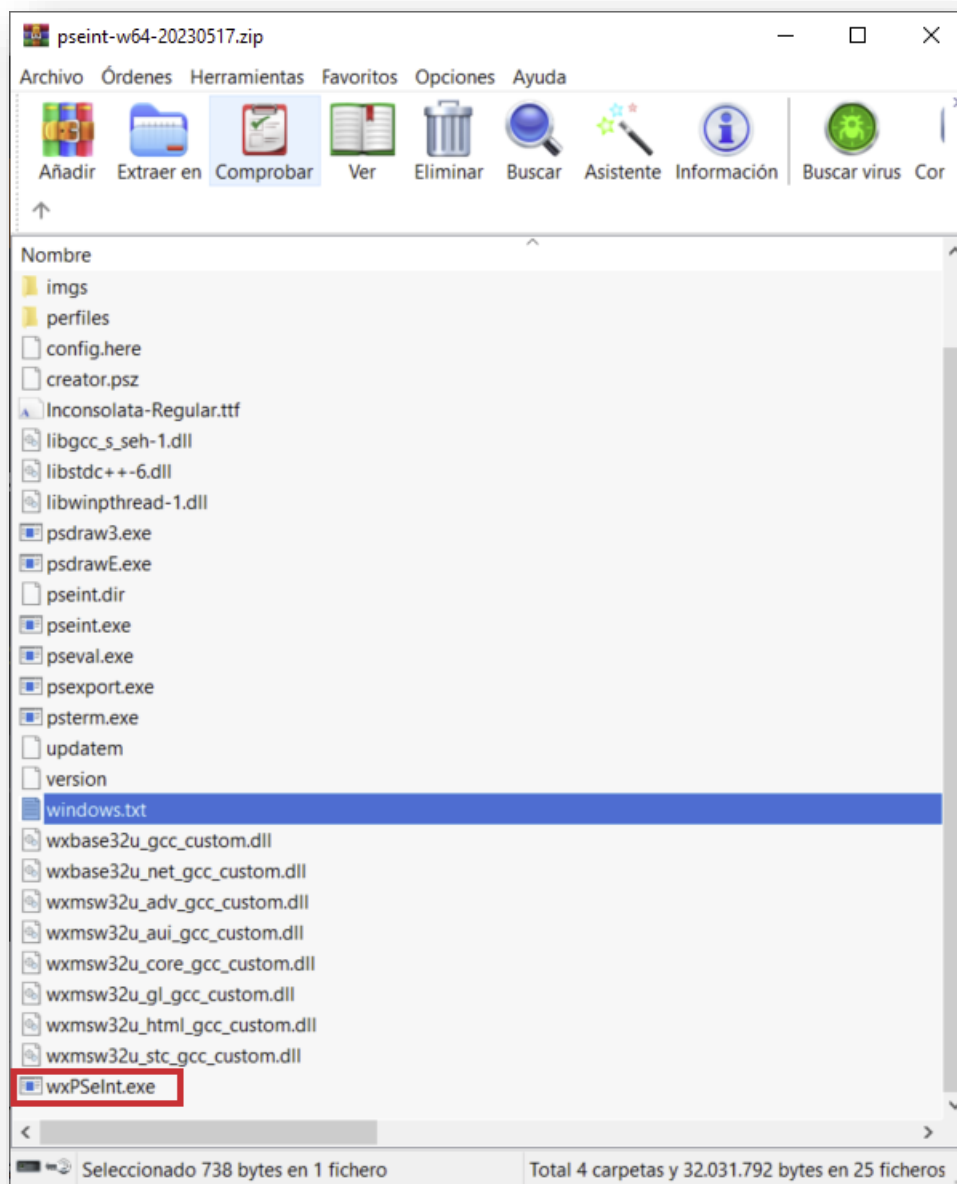 pseint-w64-20230517.zip
Archivo Órdenes Herramientas Favoritos Opciones Ayuda
Añadir Extraer en Comprobar Ver Eliminar Buscar Asistente Información Buscar virus Cor
Nombre
imgs
perfiles
config.here
creator.psz
Inconsolata-Regular.ttf
libgcc_s_seh-1.dll
libstdc++-6.dll
libwinpthread-1.dll
psdraw3.exe
psdrawE.exe
pseint.dir
pseint.exe
pseval.exe
psexport.exe
psterm.exe
updatem
version
windows.txt
wxbase32u_gcc_custom.dll
wxbase32u_net_gcc_custom.dll
wxmsw32u_adv_gcc_custom.dll
wxmsw32u_aui_gcc_custom.dll
wxmsw32u_core_gcc_custom.dll
wxmsw32u_gl_gcc_custom.dll
wxmsw32u_html_gcc_custom.dll
wxmsw32u_stc_gcc_custom.dll
wxPSeInt.exe
Seleccionado 738 bytes en 1 fichero Total 4 carpetas y 32.031.792 bytes en 25 ficheros